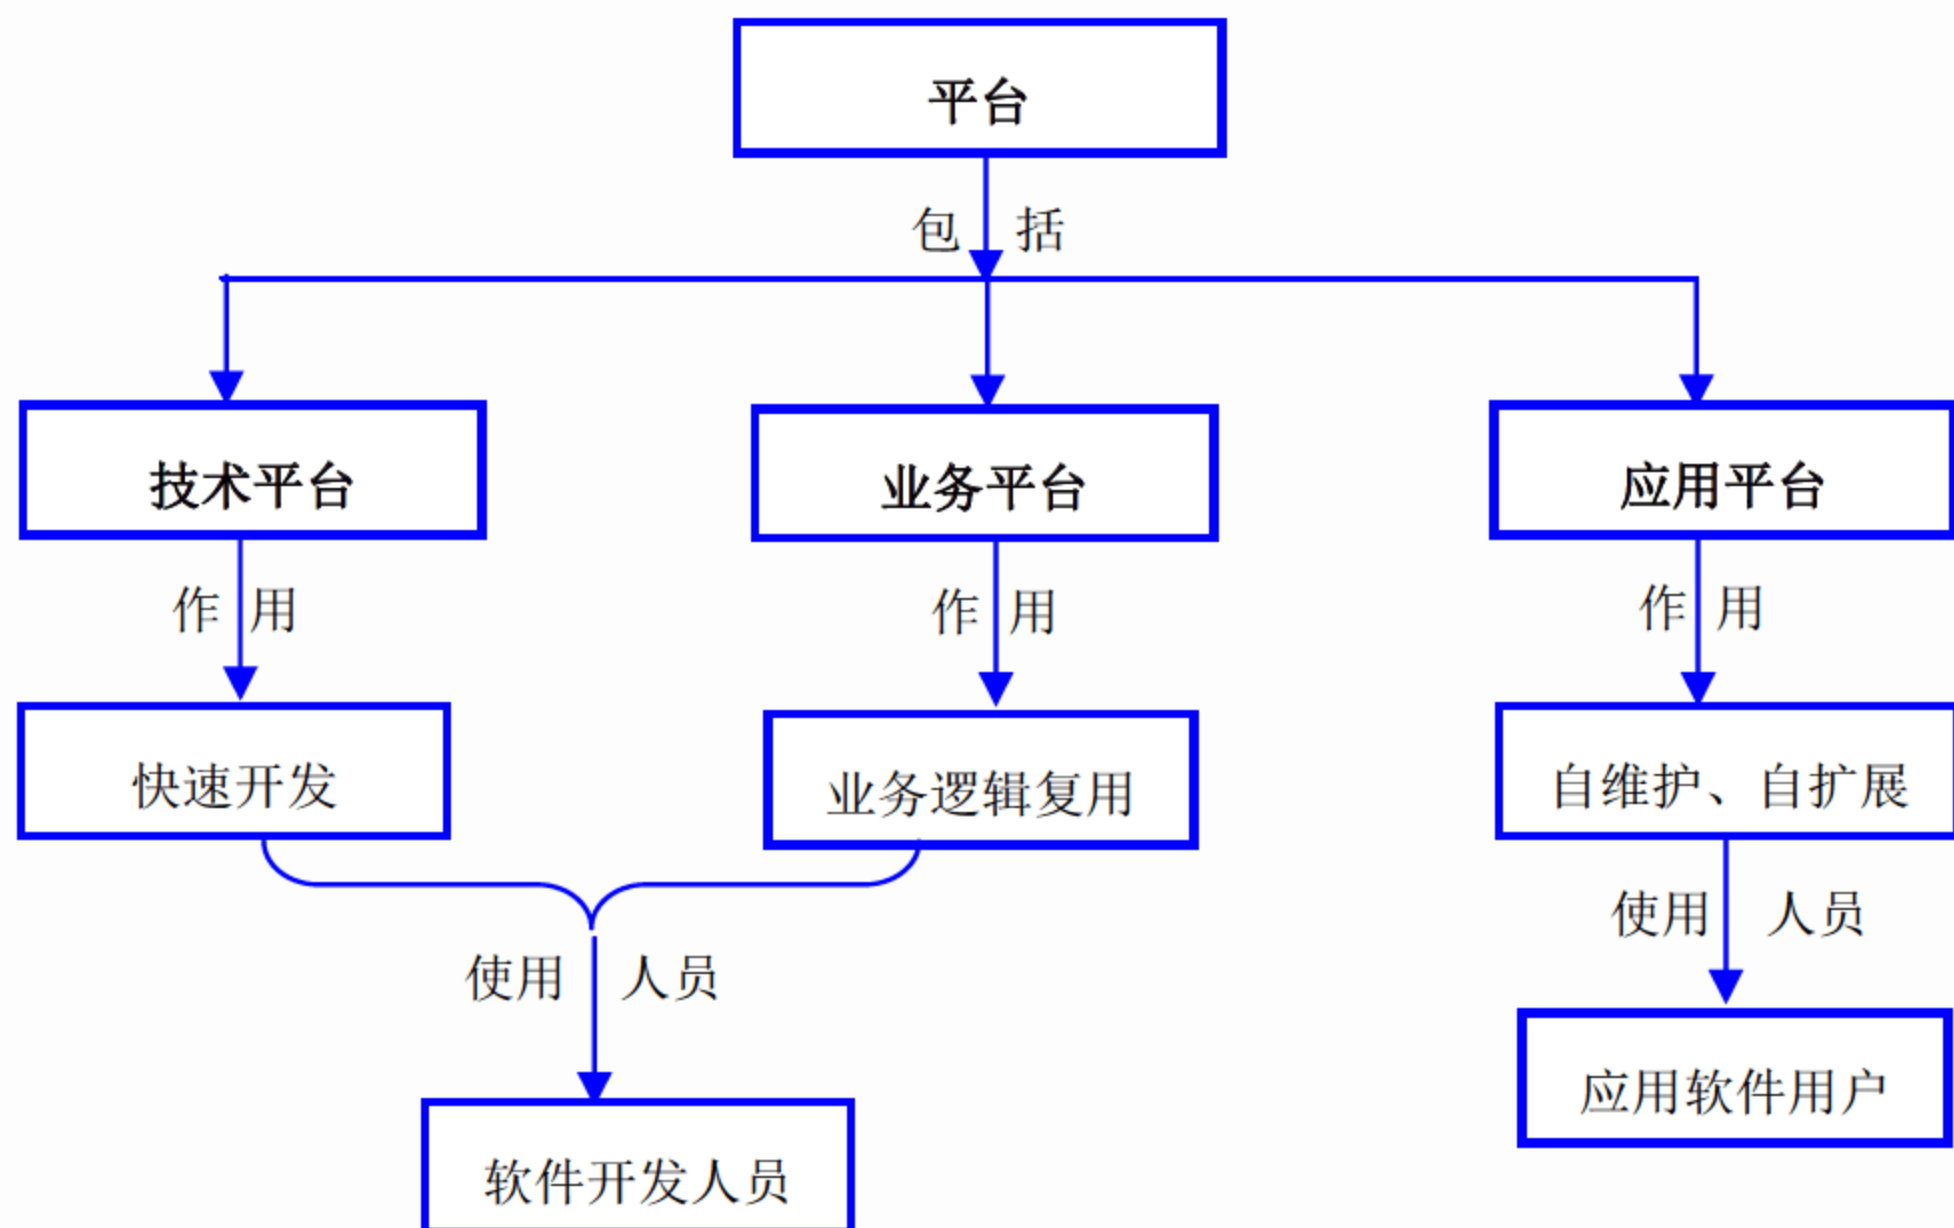 平台
包 括
技术平台
业务平台
应用平台
作 用
作 用
作 用
快速开发
业务逻辑复用
自维护、自扩展
使用 人员
使用 人员
软件开发人员
应用软件用户